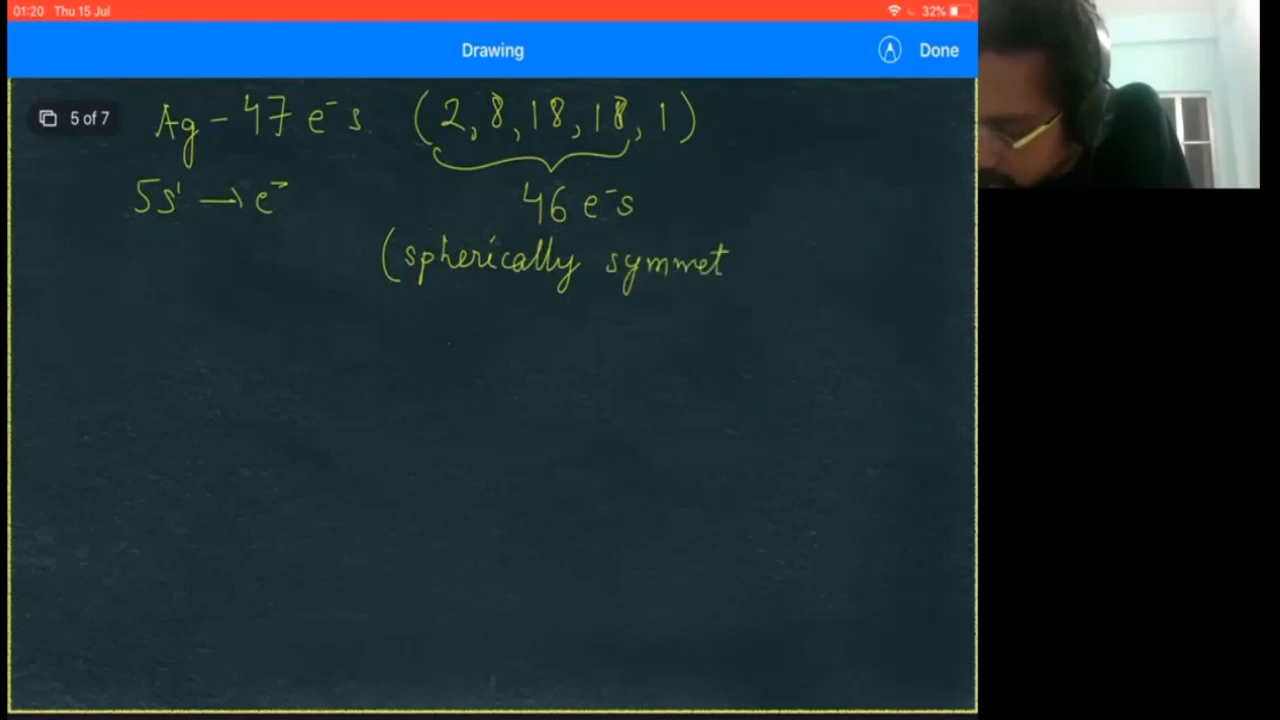 01:20 Thu 15 Jul 32%
Drawing Done
5 of 7
Ag - 47 e⁻s. (2, 8, 18, 18, 1)
5s¹ → e⁻ 46 e⁻s
(spherically symmet